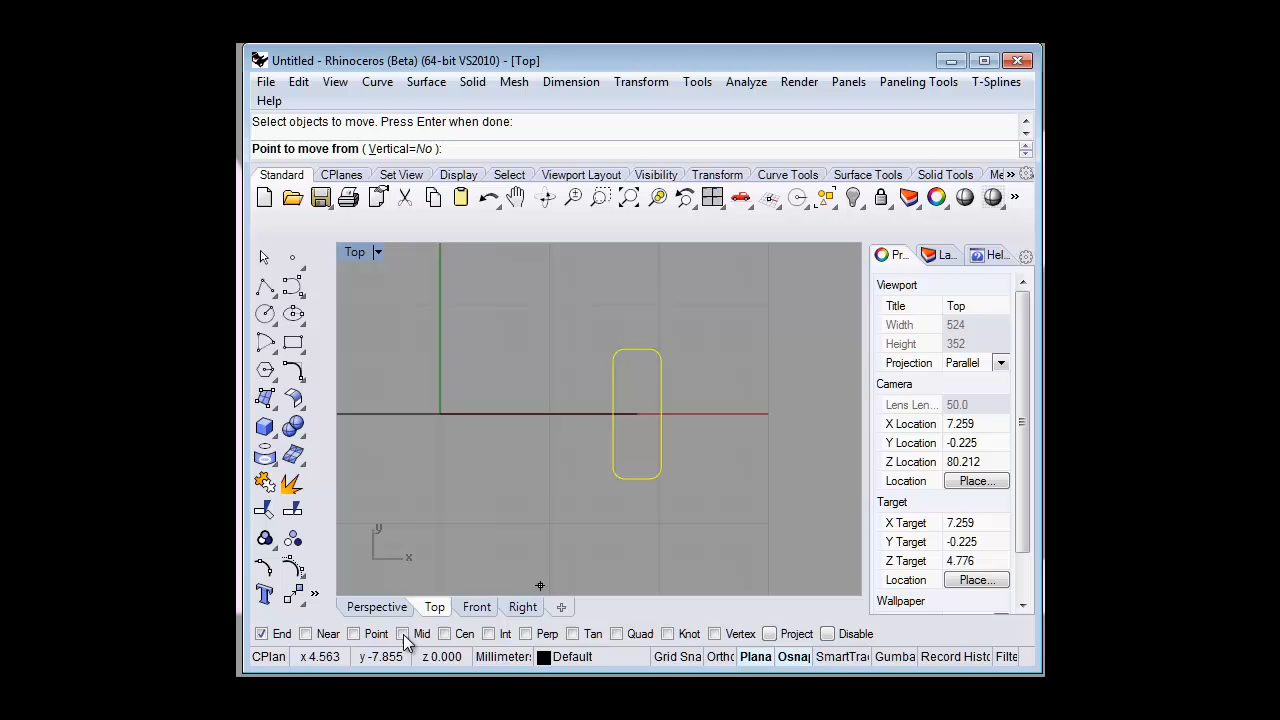 Untitled - Rhinoceros (Beta) (64-bit VS2010) - [Top]
File Edit View Curve Surface Solid Mesh Dimension Transform Tools Analyze Render Panels Paneling Tools T-Splines
Help
Select objects to move. Press Enter when done:
Point to move from ( Vertical=No ):
Standard CPlanes Set View Display Select Viewport Layout Visibility Transform Curve Tools Surface Tools Solid Tools Me
Top
Pr... La... Hel
Viewport
Title Top
Width 524
Height 352
Projection Parallel
Camera
Lens Len... 50.0
X Location 7.259
Y Location -0.225
Z Location 80.212
Location Place...
Target
X Target 7.259
Y Target -0.225
Z Target 4.776
Location Place...
Wallpaper
y
x
Perspective Top Front Right
End Near Point Mid Cen Int Perp Tan Quad Knot Vertex Project Disable
CPlan x 4.563 y -7.855 z 0.000 Millimeter: Default Grid Sna Ortho Plana Osnap SmartTrac Gumba Record Histo Filte